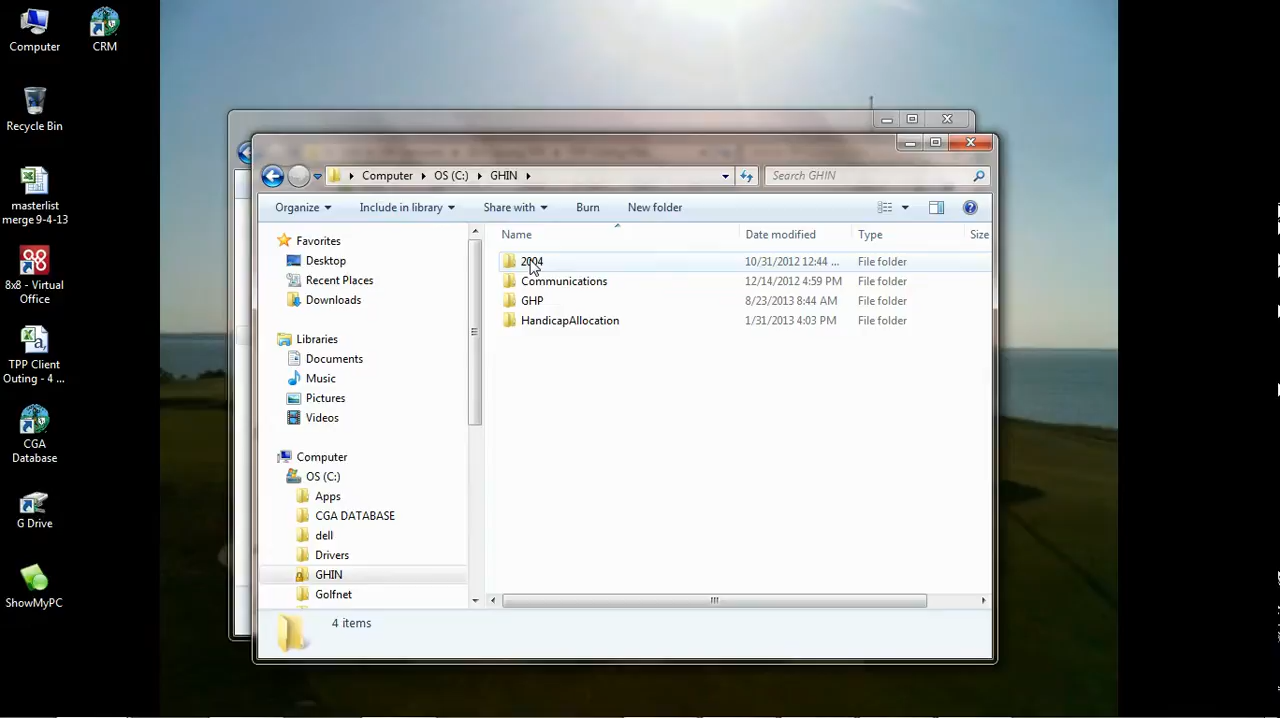 Computer
CRM
Recycle Bin
masterlist
merge 9-4-13
8x8 - Virtual
Office
TPP Client
Outing - 4 ...
CGA
Database
G Drive
ShowMyPC
Computer
OS (C:)
GHIN
Search GHIN
Organize
Include in library
Share with
Burn
New folder
Name
Date modified
Type
Size
2004
10/31/2012 12:44 ...
File folder
Communications
12/14/2012 4:59 PM
File folder
GHP
8/23/2013 8:44 AM
File folder
HandicapAllocation
1/31/2013 4:03 PM
File folder
Favorites
Desktop
Recent Places
Downloads
Libraries
Documents
Music
Pictures
Videos
Computer
OS (C:)
Apps
CGA DATABASE
dell
Drivers
GHIN
Golfnet
4 items